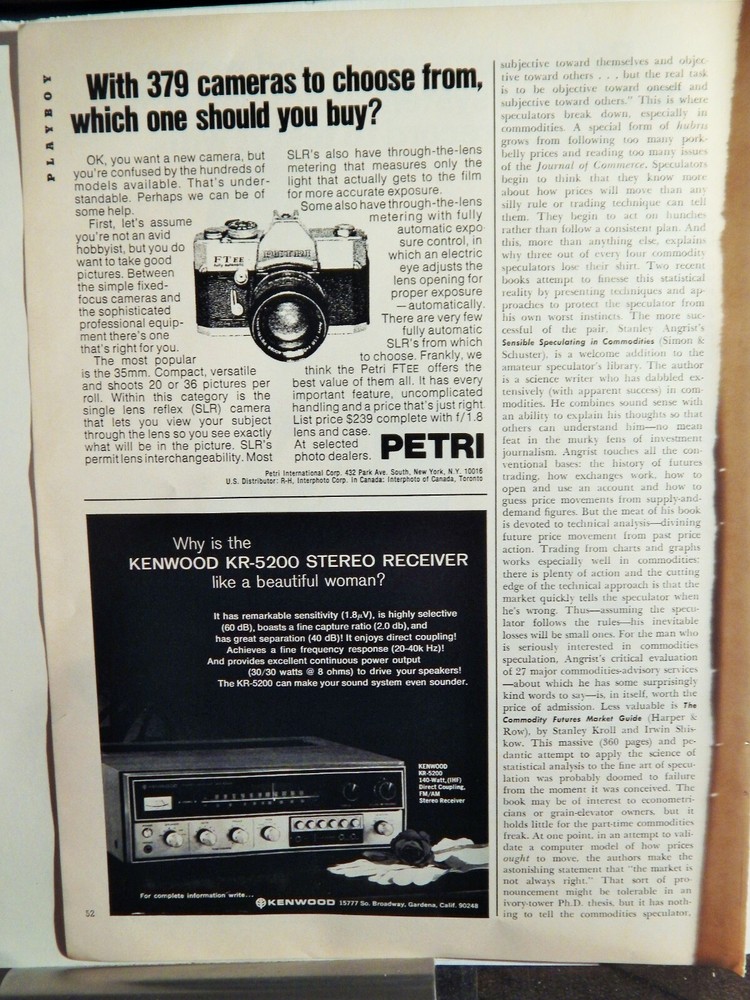 PLAYBOY
With 379 cameras to choose from,
which one should you buy?
OK, you want a new camera, but
you're confused by the hundreds of
models available. That's under-
standable. Perhaps we can be of
some help.
First, let's assume
you're not an avid
hobbyist, but you do
want to take good
pictures. Between
the simple fixed-
focus cameras and
the sophisticated
professional equip-
ment there's one
that's right for you.
The most popular
is the 35mm. Compact, versatile
and shoots 20 or 36 pictures per
roll. Within this category is the
single lens reflex (SLR) camera
that lets you view your subject
through the lens so you see exactly
what will be in the picture. SLR's
permit lens interchangeability. Most
SLR's also have through-the-lens
metering that measures only the
light that actually gets to the film
for more accurate exposure.
Some also have through-the-lens
metering with fully
automatic expo-
sure control, in
which an electric
eye adjusts the
lens opening for
proper exposure
—automatically.
There are very few
fully automatic
SLR's from which
to choose. Frankly, we
think the Petri FTEE offers the
best value of them all. It has every
important feature, uncomplicated
handling and a price that's just right.
List price $239 complete with f/1.8
lens and case.
At selected
photo dealers.
PETRI
FTEE
fully automatic
PETRI
Petri International Corp. 432 Park Ave. South, New York, N.Y. 10016
U.S. Distributor: R-H, Interphoto Corp. In Canada: Interphoto of Canada, Toronto
Why is the
KENWOOD KR-5200 STEREO RECEIVER
like a beautiful woman?
It has remarkable sensitivity (1.8µV), is highly selective
(60 dB), boasts a fine capture ratio (2.0 db), and
has great separation (40 dB)! It enjoys direct coupling!
Achieves a fine frequency response (20-40k Hz)!
And provides excellent continuous power output
(30/30 watts @ 8 ohms) to drive your speakers!
The KR-5200 can make your sound system even sounder.
KENWOOD
KR-5200
140-Watt, (IHF)
Direct Coupling,
FM/AM
Stereo Receiver
For complete information write...
KENWOOD 15777 So. Broadway, Gardena, Calif. 90248
52
subjective toward themselves and objec-
tive toward others . . . but the real task
is to be objective toward oneself and
subjective toward others." This is where
speculators break down, especially in
commodities. A special form of hubris
grows from following too many pork-
belly prices and reading too many issues
of the Journal of Commerce. Speculators
begin to think that they know more
about how prices will move than any
silly rule or trading technique can tell
them. They begin to act on hunches
rather than follow a consistent plan. And
this, more than anything else, explains
why three out of every four commodity
speculators lose their shirt. Two recent
books attempt to finesse this statistical
reality by presenting techniques and ap-
proaches to protect the speculator from
his own worst instincts. The more suc-
cessful of the pair, Stanley Angrist's
Sensible Speculating in Commodities (Simon &
Schuster), is a welcome addition to the
amateur speculator's library. The author
is a science writer who has dabbled ex-
tensively (with apparent success) in com-
modities. He combines sound sense with
an ability to explain his thoughts so that
others can understand him—no mean
feat in the murky fens of investment
journalism. Angrist touches all the con-
ventional bases: the history of futures
trading, how exchanges work, how to
open and use an account and how to
guess price movements from supply-and-
demand figures. But the meat of his book
is devoted to technical analysis—divining
future price movement from past price
action. Trading from charts and graphs
works especially well in commodities:
there is plenty of action and the cutting
edge of the technical approach is that the
market quickly tells the speculator when
he's wrong. Thus—assuming the specu-
lator follows the rules—his inevitable
losses will be small ones. For the man who
is seriously interested in commodities
speculation, Angrist's critical evaluation
of 27 major commodities-advisory services
—about which he has some surprisingly
kind words to say—is, in itself, worth the
price of admission. Less valuable is The
Commodity Futures Market Guide (Harper &
Row), by Stanley Kroll and Irwin Shis-
kow. This massive (360 pages) and pe-
dantic attempt to apply the science of
statistical analysis to the fine art of specu-
lation was probably doomed to failure
from the moment it was conceived. The
book may be of interest to econometri-
cians or grain-elevator owners, but it
holds little for the part-time commodities
freak. At one point, in an attempt to vali-
date a computer model of how prices
ought to move, the authors make the
astonishing statement that "the market is
not always right." That sort of pro-
nouncement might be tolerable in an
ivory-tower Ph.D. thesis, but it has noth-
ing to tell the commodities speculator,